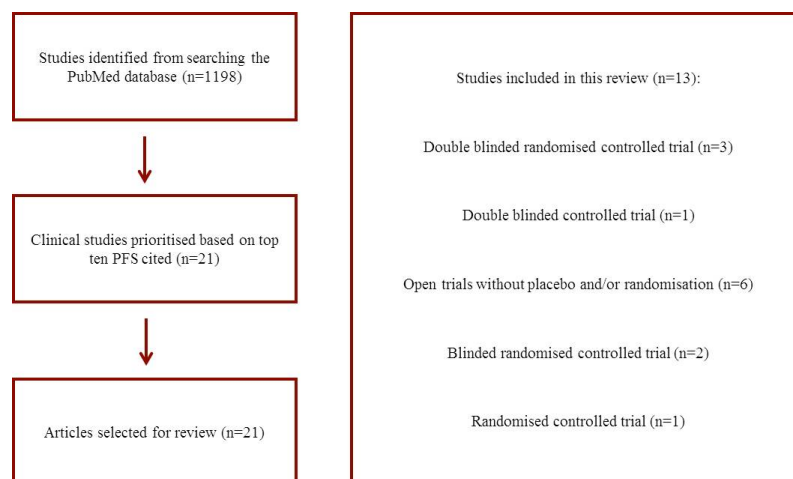 Studies identified from searching the
PubMed database (n=1198)
Clinical studies prioritised based on top
ten PFS cited (n=21)
Articles selected for review (n=21)
Studies included in this review (n=13):
Double blinded randomised controlled trial (n=3)
Double blinded controlled trial (n=1)
Open trials without placebo and/or randomisation (n=6)
Blinded randomised controlled trial (n=2)
Randomised controlled trial (n=1)